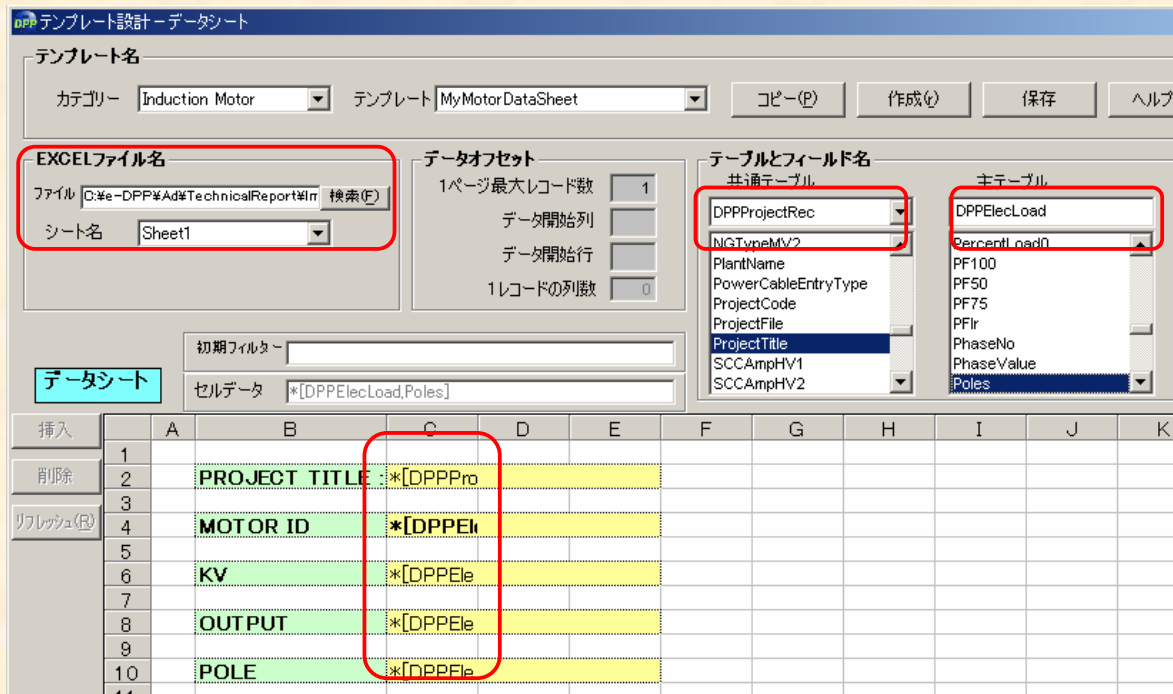 DPP テンプレート設計－データシート
テンプレート名
カテゴリー Induction Motor テンプレート MyMotorDataSheet コピー(P) 作成(r) 保存 ヘルプ
EXCELファイル名
ファイル C:¥e-DPP¥Ad¥TechnicalReport¥Im 検索(F)
シート名 Sheet1
データオフセット
1ページ最大レコード数 1
データ開始列
データ開始行
1レコードの列数 0
テーブルとフィールド名
共通テーブル 主テーブル
DPPProjectRec DPPElecLoad
NGTypeMV2 PercentLoad0
PlantName PF100
PowerCableEntryType PF50
ProjectCode PF75
ProjectFile PFlr
ProjectTitle PhaseNo
SCCAmpHV1 PhaseValue
SCCAmpHV2 Poles
初期フィルター
データシート
セルデータ *[DPPElecLoad,Poles]
挿入
削除
リフレッシュ(R)
A B C D E F G H I J K
1
2 PROJECT TITLE : *[DPPPro
3
4 MOTOR ID *[DPPEl
5
6 KV *[DPPEle
7
8 OUTPUT *[DPPEle
9
10 POLE *[DPPEle
11